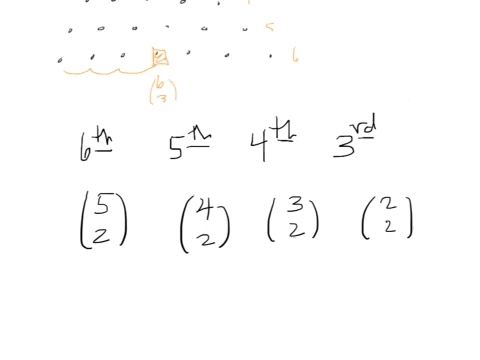 5
6
(6 3)
6th 5th 4th 3rd
(5 2) (4 2) (3 2) (2 2)